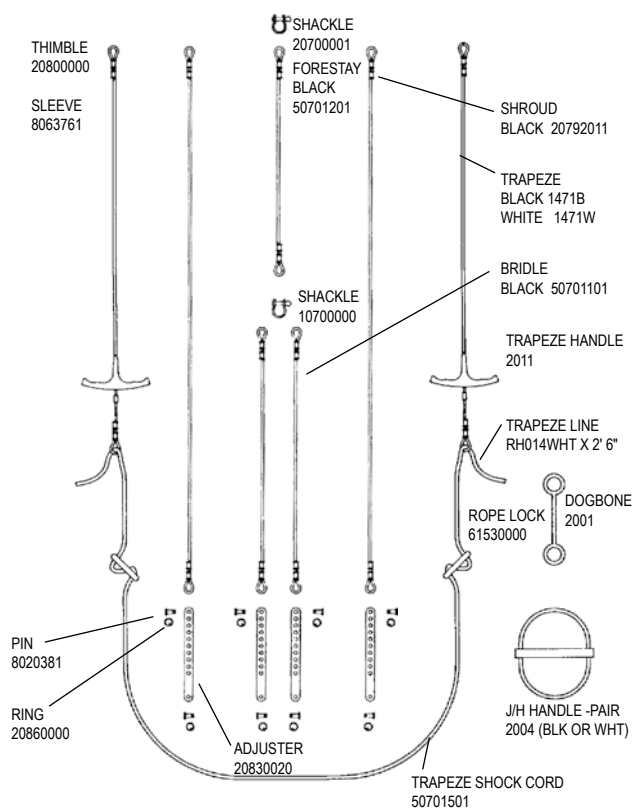 SHACKLE
20700001
THIMBLE
20800000
FORESTAY
BLACK
50701201
SLEEVE
8063761
SHROUD
BLACK 20792011
TRAPEZE
BLACK 1471B
WHITE 1471W
BRIDLE
BLACK 50701101
SHACKLE
10700000
TRAPEZE HANDLE
2011
TRAPEZE LINE
RH014WHT X 2' 6"
ROPE LOCK
61530000
DOGBONE
2001
PIN
8020381
RING
20860000
ADJUSTER
20830020
J/H HANDLE -PAIR
2004 (BLK OR WHT)
TRAPEZE SHOCK CORD
50701501